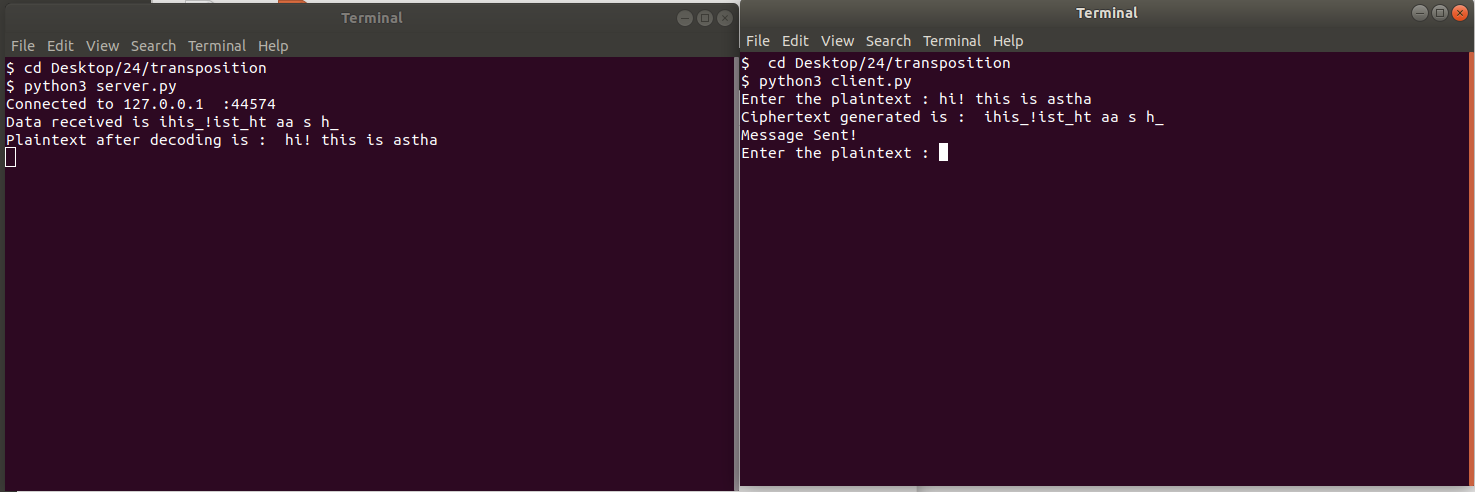 Terminal
File Edit View Search Terminal Help
$ cd Desktop/24/transposition
$ python3 server.py
Connected to 127.0.0.1  :44574
Data received is ihis_!ist_ht aa s h_
Plaintext after decoding is :  hi! this is astha
Terminal
File Edit View Search Terminal Help
$  cd Desktop/24/transposition
$ python3 client.py
Enter the plaintext : hi! this is astha
Ciphertext generated is :  ihis_!ist_ht aa s h_
Message Sent!
Enter the plaintext :